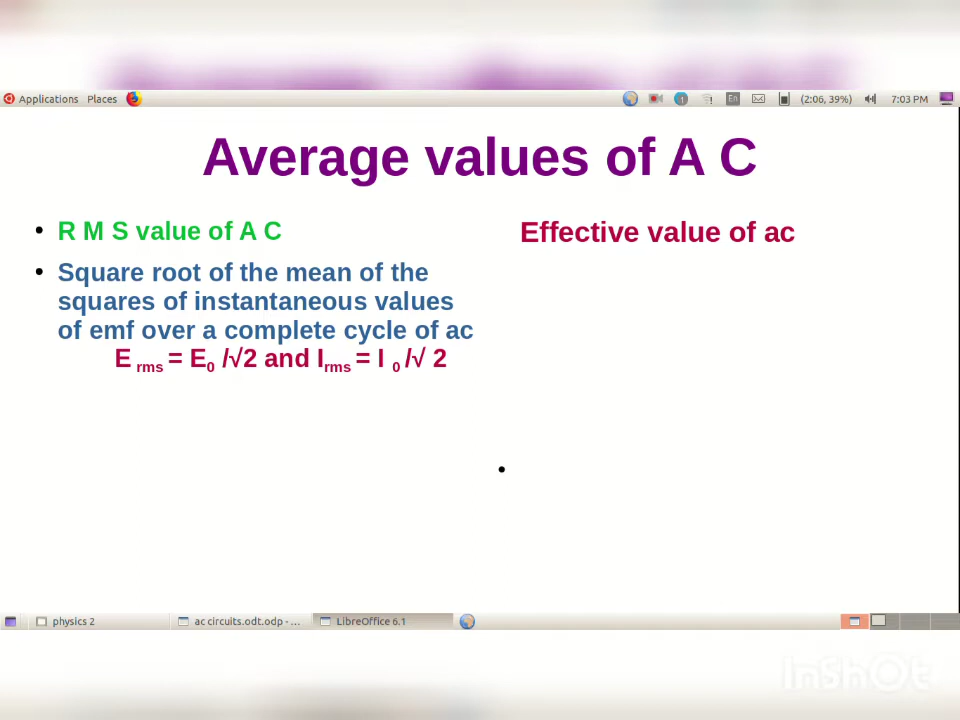 Applications Places
En (2:06, 39%) 7:03 PM
Average values of A C
• R M S value of A C
• Square root of the mean of the
squares of instantaneous values
of emf over a complete cycle of ac
E rms = E0 /√2 and Irms = I 0 /√ 2
Effective value of ac
•
physics 2 ac circuits.odt.odp - ... LibreOffice 6.1
InShOt